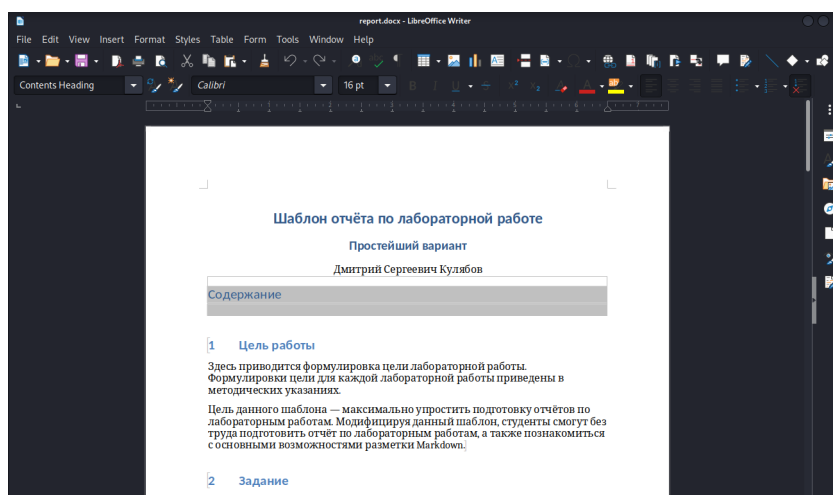 report.docx - LibreOffice Writer
File Edit View Insert Format Styles Table Form Tools Window Help
Contents Heading
Calibri
16 pt
Шаблон отчёта по лабораторной работе
Простейший вариант
Дмитрий Сергеевич Кулябов
Содержание
1 Цель работы
Здесь приводится формулировка цели лабораторной работы.
Формулировки цели для каждой лабораторной работы приведены в
методических указаниях.
Цель данного шаблона — максимально упростить подготовку отчётов по
лабораторным работам. Модифицируя данный шаблон, студенты смогут без
труда подготовить отчёт по лабораторным работам, а также познакомиться
с основными возможностями разметки Markdown.
2 Задание